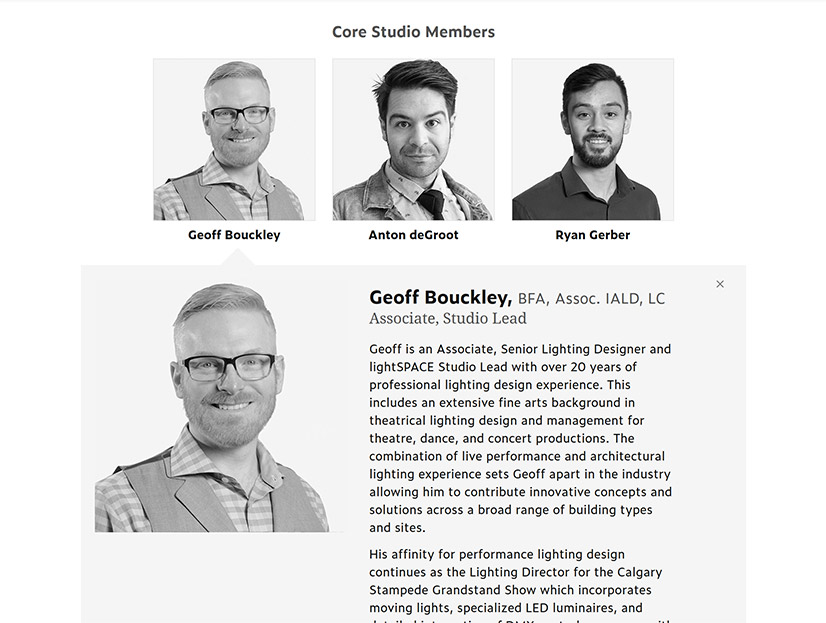 Core Studio Members
Geoff Bouckley
Anton deGroot
Ryan Gerber
×
Geoff Bouckley, BFA, Assoc. IALD, LC
Associate, Studio Lead
Geoff is an Associate, Senior Lighting Designer and
lightSPACE Studio Lead with over 20 years of
professional lighting design experience. This
includes an extensive fine arts background in
theatrical lighting design and management for
theatre, dance, and concert productions. The
combination of live performance and architectural
lighting experience sets Geoff apart in the industry
allowing him to contribute innovative concepts and
solutions across a broad range of building types
and sites.
His affinity for performance lighting design
continues as the Lighting Director for the Calgary
Stampede Grandstand Show which incorporates
moving lights, specialized LED luminaires, and